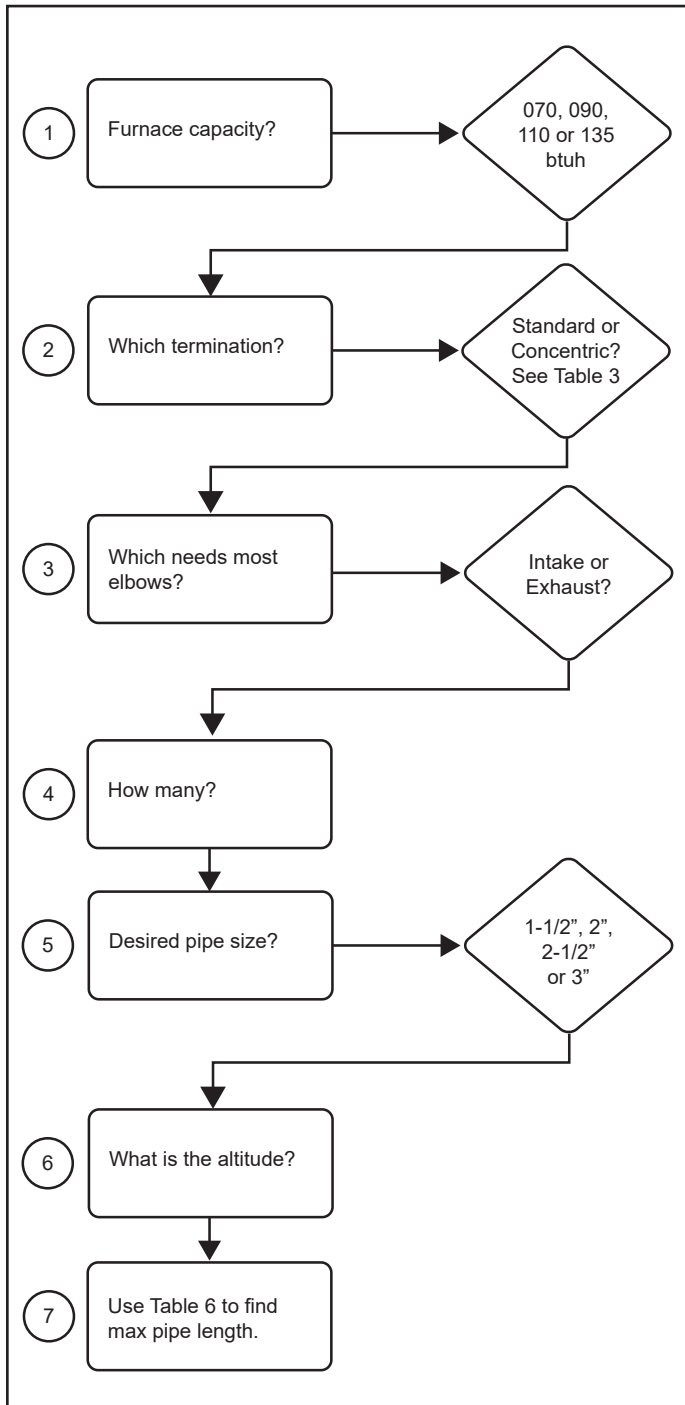 1
Furnace capacity?
070, 090,
110 or 135
btuh
2
Which termination?
Standard or
Concentric?
See Table 3
3
Which needs most
elbows?
Intake or
Exhaust?
4
How many?
5
Desired pipe size?
1-1/2”, 2”,
2-1/2”
or 3”
6
What is the altitude?
7
Use Table 6 to find
max pipe length.